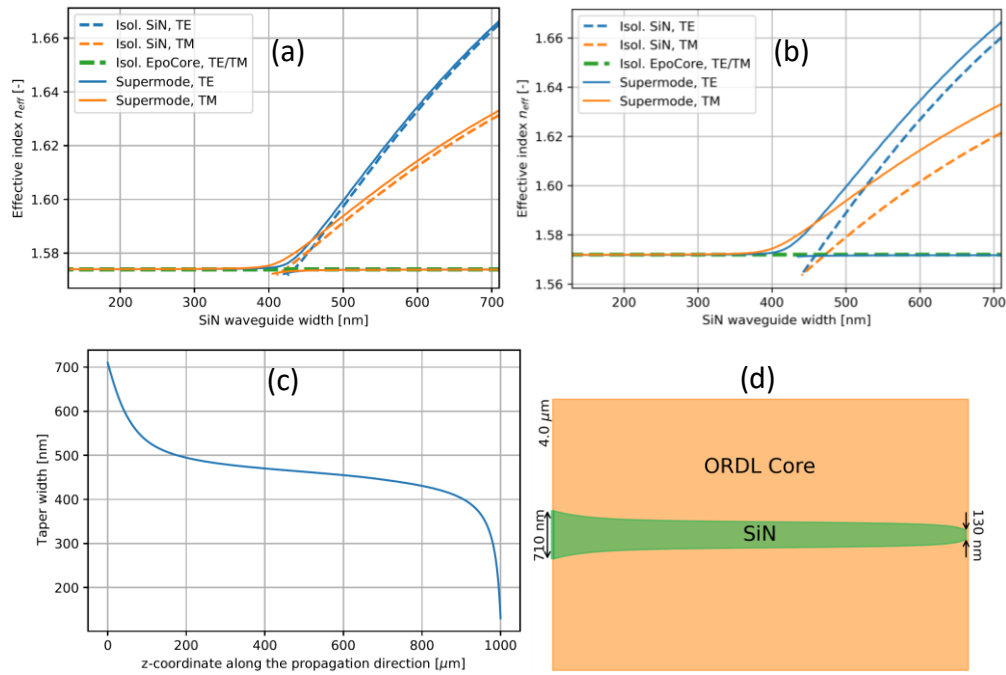 (a)
Isol. SiN, TE
Isol. SiN, TM
Isol. EpoCore, TE/TM
Supermode, TE
Supermode, TM
Effective index n_eff [-]
1.66
1.64
1.62
1.60
1.58
200 300 400 500 600 700
SiN waveguide width [nm]
(b)
Isol. SiN, TE
Isol. SiN, TM
Isol. EpoCore, TE/TM
Supermode, TE
Supermode, TM
Effective index n_eff [-]
1.66
1.64
1.62
1.60
1.58
1.56
200 300 400 500 600 700
SiN waveguide width [nm]
(c)
Taper width [nm]
700
600
500
400
300
200
0 200 400 600 800 1000
z-coordinate along the propagation direction [μm]
(d)
4.0 μm
ORDL Core
710 nm
SiN
130 nm